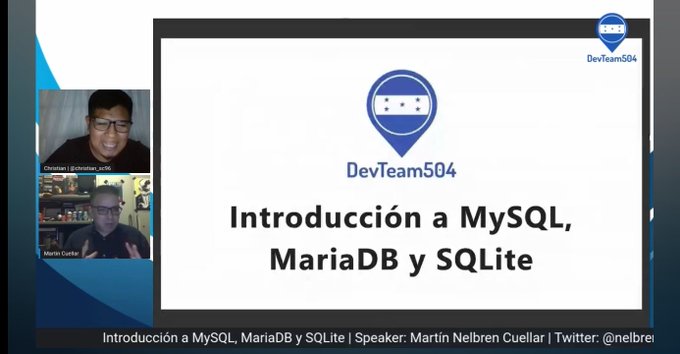 DevTeam504
DevTeam504
Introducción a MySQL,
MariaDB y SQLite
Christian | @christian_sc96
Martín Cuellar
Introducción a MySQL, MariaDB y SQLite | Speaker: Martín Nelbren Cuellar | Twitter: @nelbren